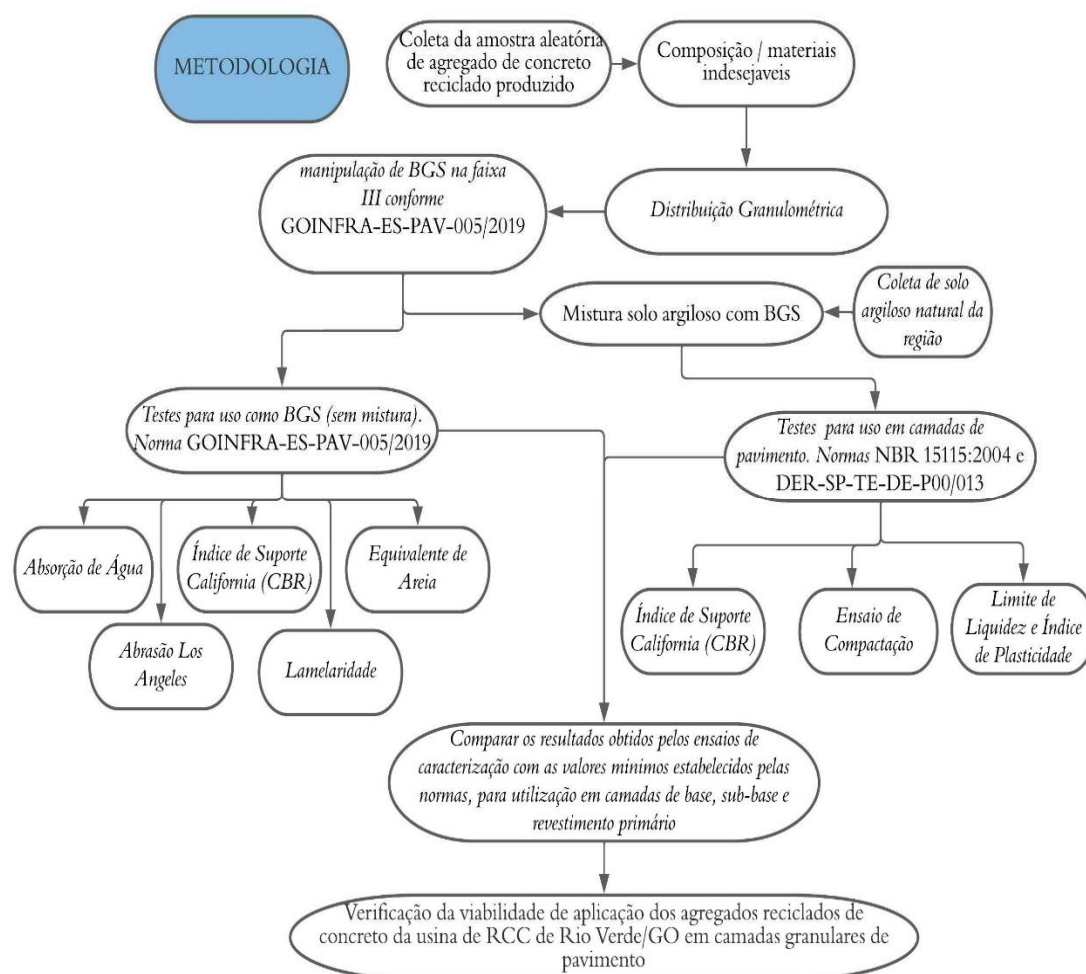 METODOLOGIA
Coleta da amostra aleatória
de agregado de concreto
reciclado produzido
Composição / materiais
indesejaveis
manipulação de BGS na faixa
III conforme
GOINFRA-ES-PAV-005/2019
Distribuição Granulométrica
Mistura solo argiloso com BGS
Coleta de solo
argiloso natural da
região
Testes para uso como BGS (sem mistura).
Norma GOINFRA-ES-PAV-005/2019
Testes para uso em camadas de
pavimento. Normas NBR 15115:2004 e
DER-SP-TE-DE-P00/013
Absorção de Água
Índice de Suporte
California (CBR)
Equivalente de
Areia
Abrasão Los
Angeles
Lamelaridade
Índice de Suporte
California (CBR)
Ensaio de
Compactação
Limite de
Liquidez e Índice
de Plasticidade
Comparar os resultados obtidos pelos ensaios de
caracterização com as valores minimos estabelecidos pelas
normas, para utilização em camadas de base, sub-base e
revestimento primário
Verificação da viabilidade de aplicação dos agregados reciclados de
concreto da usina de RCC de Rio Verde/GO em camadas granulares de
pavimento